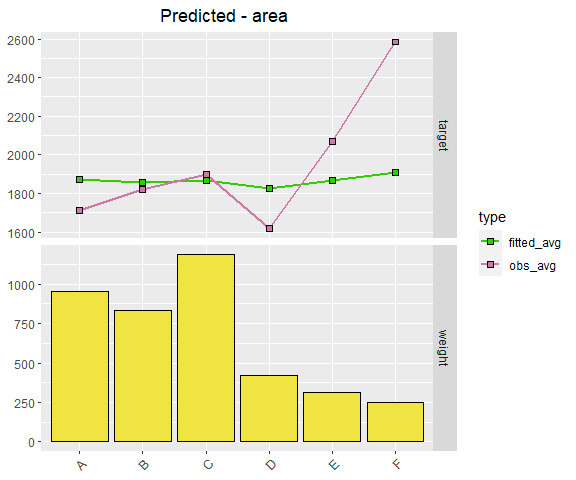 Predicted - area
2600
2400
2200
2000
1800
1600
target
1000
750
500
250
0
weight
A
B
C
D
E
F
type
fitted_avg
obs_avg